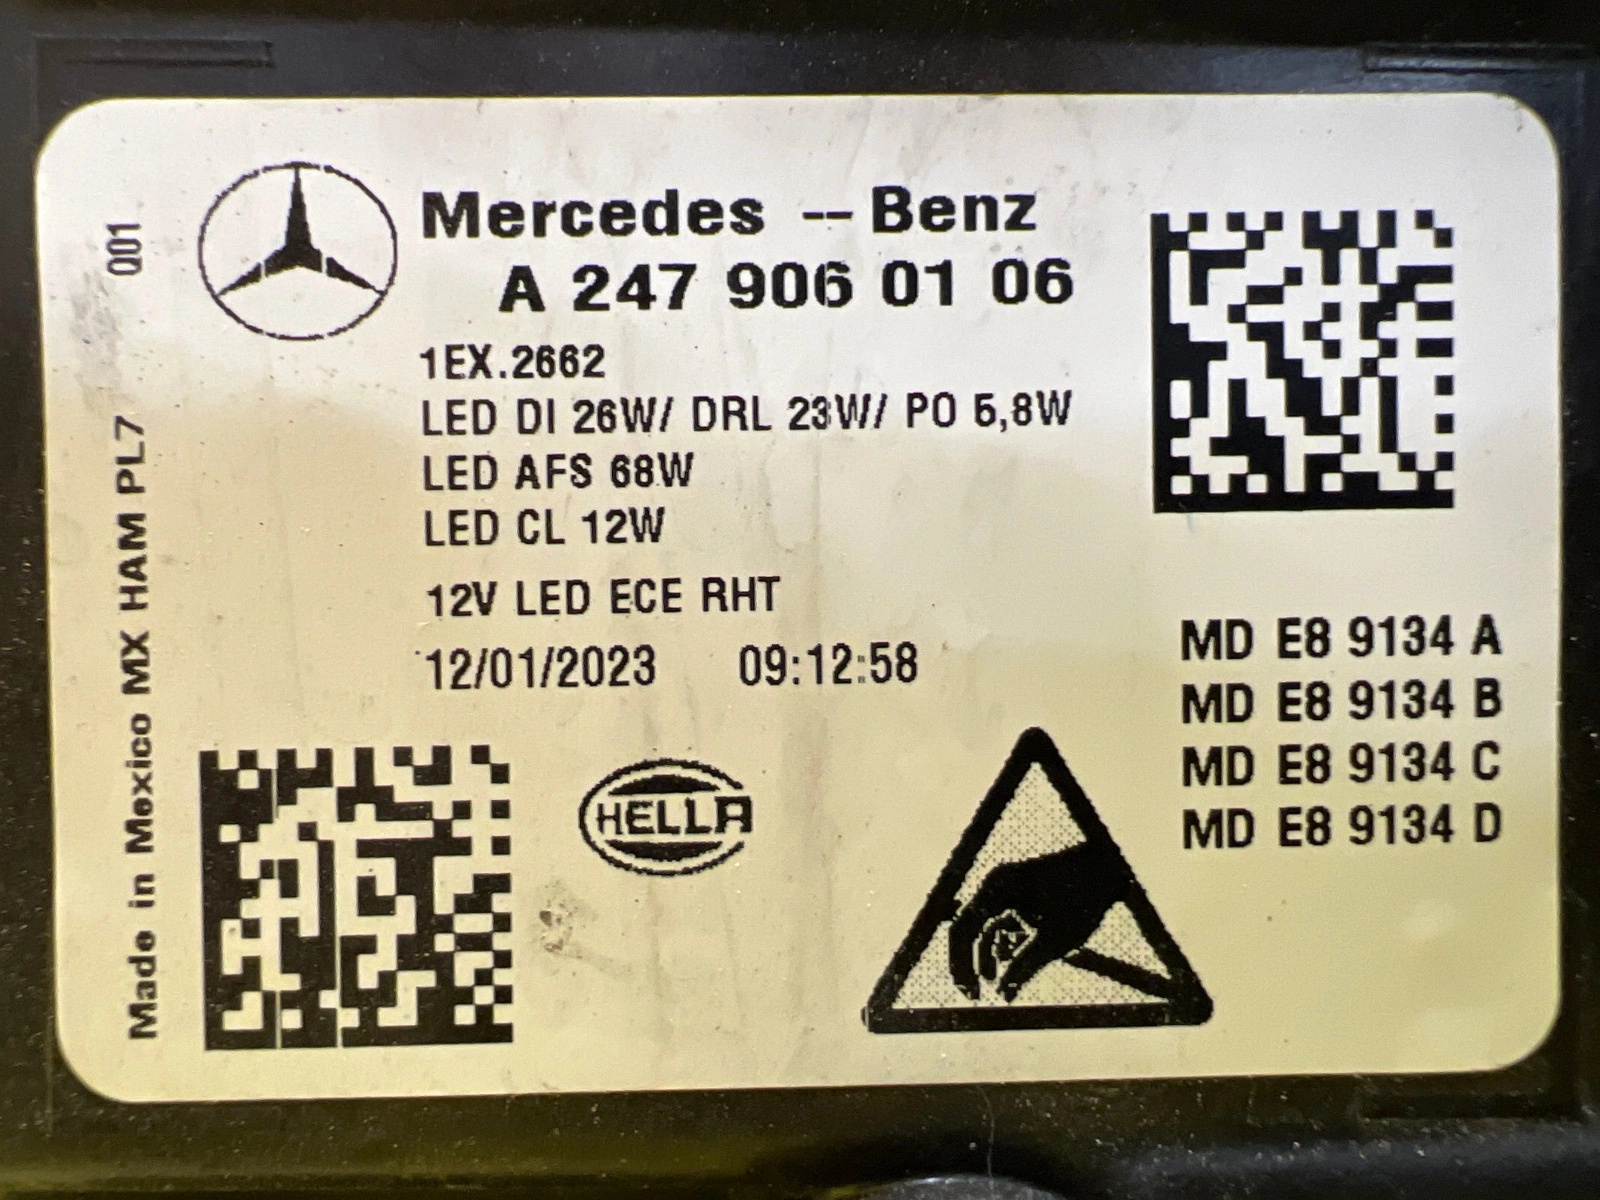 Mercedes -- Benz
A 247 906 01 06
1EX.2662
LED DI 26W/ DRL 23W/ PO 5,8W
LED AFS 68W
LED CL 12W
12V LED ECE RHT
12/01/2023 09:12:58
MD E8 9134 A
MD E8 9134 B
MD E8 9134 C
MD E8 9134 D
HELLA
Made in Mexico MX HAM PL7 Q01